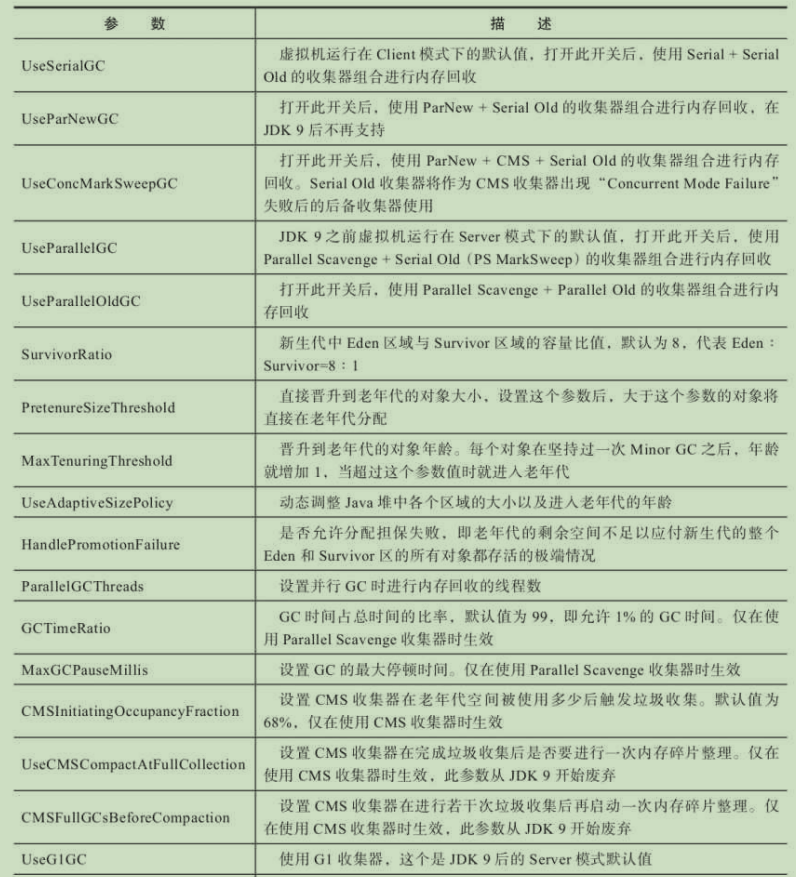 参 数 描 述
UseSerialGC
虚拟机运行在 Client 模式下的默认值，打开此开关后，使用 Serial + Serial
Old 的收集器组合进行内存回收
UseParNewGC
打开此开关后，使用 ParNew + Serial Old 的收集器组合进行内存回收，在
JDK 9 后不再支持
UseConcMarkSweepGC
打开此开关后，使用 ParNew + CMS + Serial Old 的收集器组合进行内存
回收。Serial Old 收集器将作为 CMS 收集器出现“Concurrent Mode Failure”
失败后的后备收集器使用
UseParallelGC
JDK 9 之前虚拟机运行在 Server 模式下的默认值，打开此开关后，使用
Parallel Scavenge + Serial Old（PS MarkSweep）的收集器组合进行内存回收
UseParallelOldGC
打开此开关后，使用 Parallel Scavenge + Parallel Old 的收集器组合进行内
存回收
SurvivorRatio
新生代中 Eden 区域与 Survivor 区域的容量比值，默认为 8，代表 Eden：
Survivor=8：1
PretenureSizeThreshold
直接晋升到老年代的对象大小，设置这个参数后，大于这个参数的对象将
直接在老年代分配
MaxTenuringThreshold
晋升到老年代的对象年龄。每个对象在坚持过一次 Minor GC 之后，年龄
就增加 1，当超过这个参数值时就进入老年代
UseAdaptiveSizePolicy
动态调整 Java 堆中各个区域的大小以及进入老年代的年龄
HandlePromotionFailure
是否允许分配担保失败，即老年代的剩余空间不足以应付新生代的整个
Eden 和 Survivor 区的所有对象都存活的极端情况
ParallelGCThreads
设置并行 GC 时进行内存回收的线程数
GCTimeRatio
GC 时间占总时间的比率，默认值为 99，即允许 1% 的 GC 时间。仅在使
用 Parallel Scavenge 收集器时生效
MaxGCPauseMillis
设置 GC 的最大停顿时间。仅在使用 Parallel Scavenge 收集器时生效
CMSInitiatingOccupancyFraction
设置 CMS 收集器在老年代空间被使用多少后触发垃圾收集。默认值为
68%，仅在使用 CMS 收集器时生效
UseCMSCompactAtFullCollection
设置 CMS 收集器在完成垃圾收集后是否要进行一次内存碎片整理。仅在
使用 CMS 收集器时生效，此参数从 JDK 9 开始废弃
CMSFullGCsBeforeCompaction
设置 CMS 收集器在进行若干次垃圾收集后再启动一次内存碎片整理。仅
在使用 CMS 收集器时生效，此参数从 JDK 9 开始废弃
UseG1GC
使用 G1 收集器，这个是 JDK 9 后的 Server 模式默认值